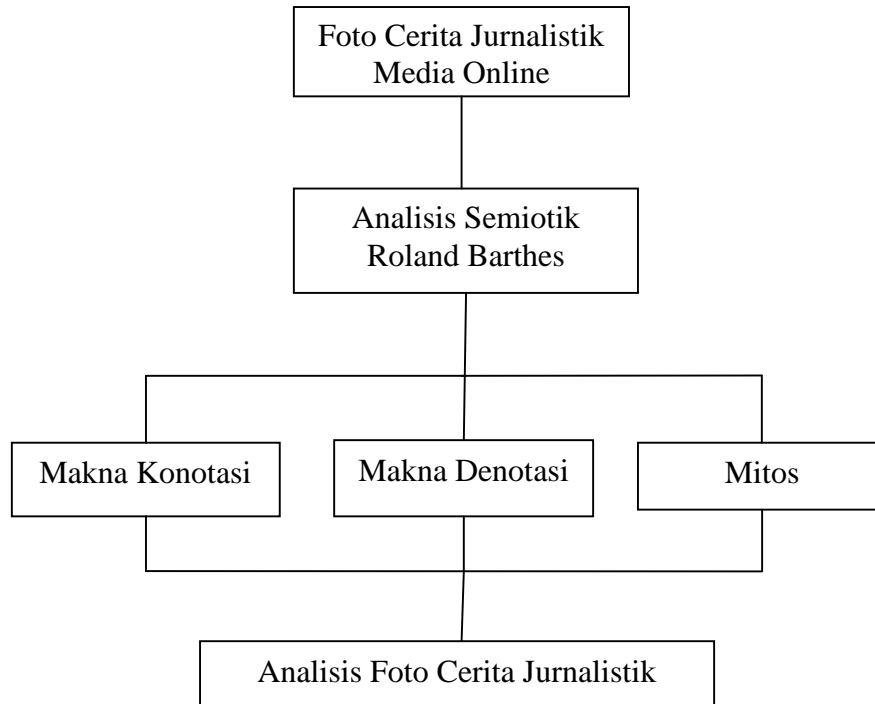 Foto Cerita Jurnalistik
Media Online
Analisis Semiotik
Roland Barthes
Makna Konotasi
Makna Denotasi
Mitos
Analisis Foto Cerita Jurnalistik